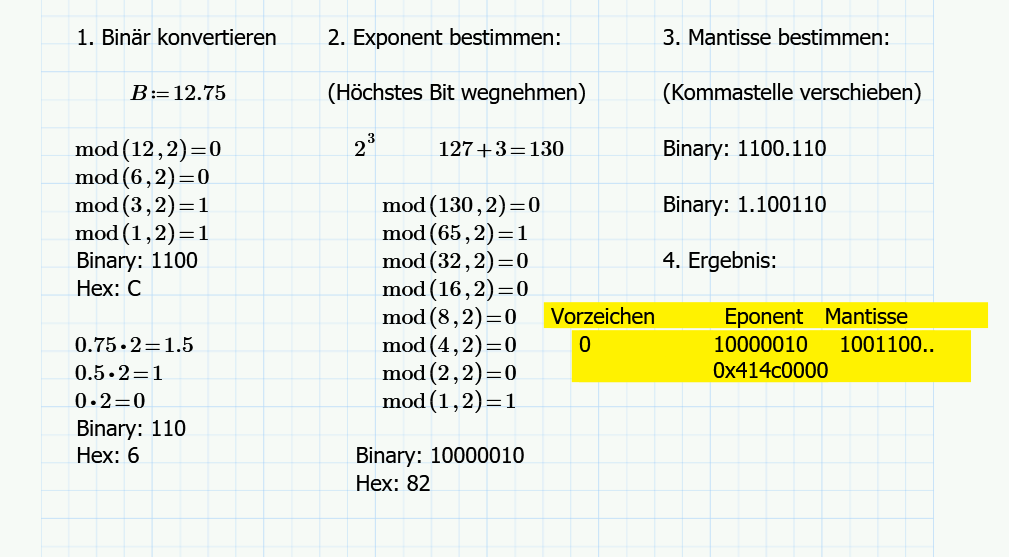 1. Binär konvertieren
B:=12.75
mod(12,2)=0
mod(6,2)=0
mod(3,2)=1
mod(1,2)=1
Binary: 1100
Hex: C
0.75·2=1.5
0.5·2=1
0·2=0
Binary: 110
Hex: 6
2. Exponent bestimmen:
(Höchstes Bit wegnehmen)
2³ 127+3=130
mod(130,2)=0
mod(65,2)=1
mod(32,2)=0
mod(16,2)=0
mod(8,2)=0
mod(4,2)=0
mod(2,2)=0
mod(1,2)=1
Binary: 10000010
Hex: 82
3. Mantisse bestimmen:
(Kommastelle verschieben)
Binary: 1100.110
Binary: 1.100110
4. Ergebnis:
Vorzeichen Eponent Mantisse
0 10000010 1001100..
0x414c0000